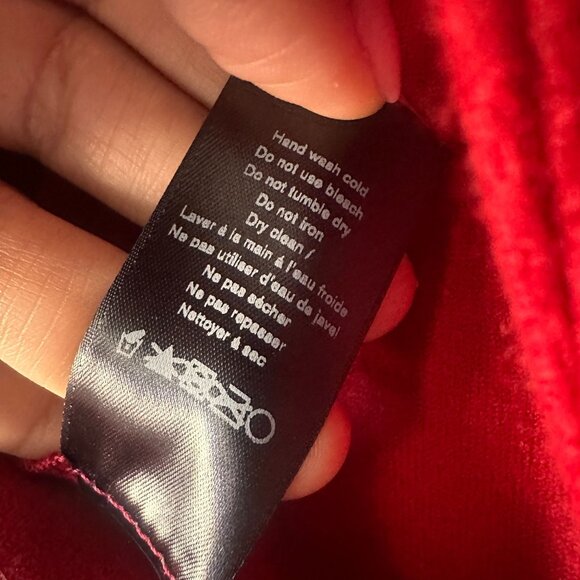 Hand wash cold
Do not use bleach
Do not tumble dry
Do not iron
Dry clean /
Laver á la main á l'eau froide
Ne pas utiliser d'eau de javel
Ne pas sécher
Ne pas repasser
Nettoyer á sec